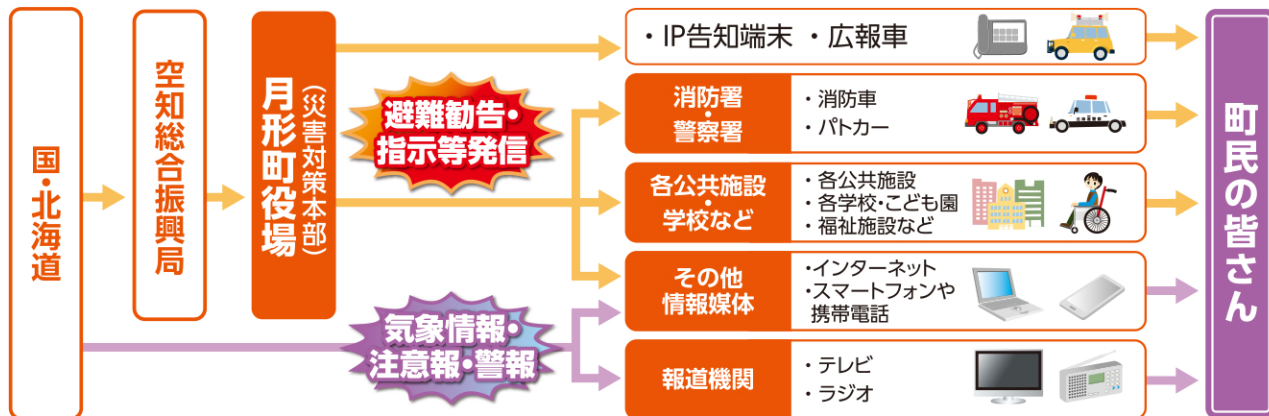 国・北海道
空知総合振興局
月形町役場
(災害対策本部)
避難勧告・
指示等発信
気象情報・
注意報・警報
・IP告知端末 ・広報車
消防署
・
警察署
・消防車
・パトカー
各公共施設
・
学校など
・各公共施設
・各学校・こども園
・福祉施設など
その他
情報媒体
・インターネット
・スマートフォンや
携帯電話
報道機関
・テレビ
・ラジオ
町民の皆さん